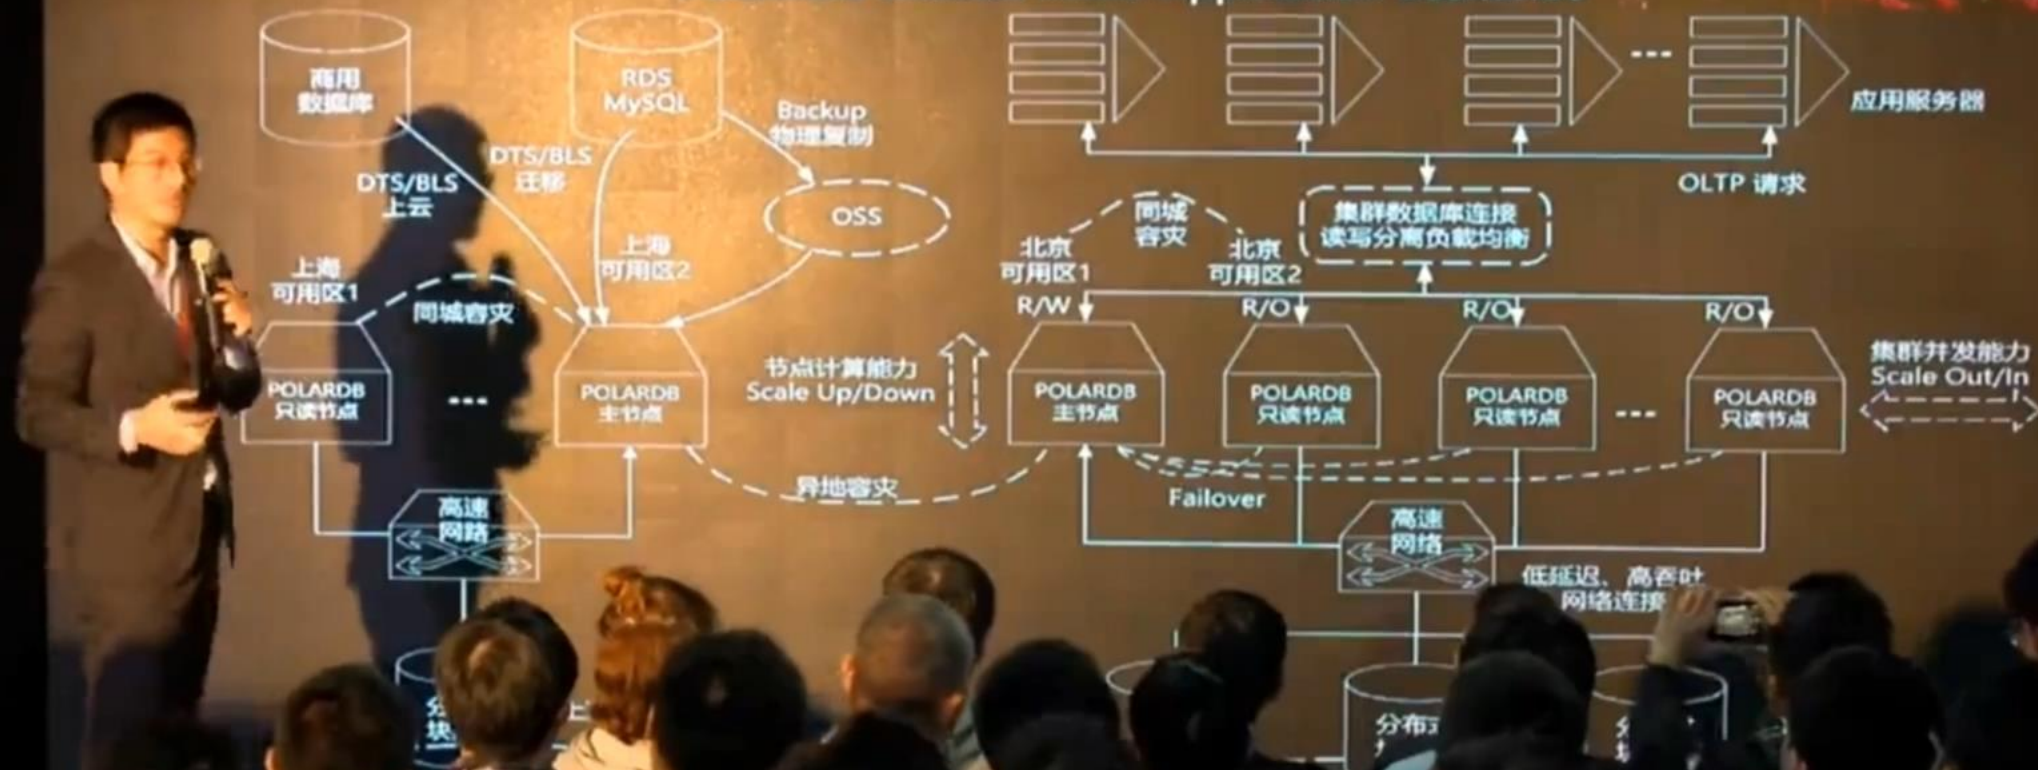 商用
数据库
RDS
MySQL
Backup
物理复制
应用服务器
DTS/BLS
迁移
DTS/BLS
上云
OSS
OLTP 请求
同城
容灾
集群数据库连接
读写分离负载均衡
上海
可用区1
上海
可用区2
北京
可用区1
北京
可用区2
同城容灾
R/W
R/O
R/O
R/O
节点计算能力
Scale Up/Down
集群并发能力
Scale Out/In
POLARDB
只读节点
POLARDB
主节点
POLARDB
主节点
POLARDB
只读节点
POLARDB
只读节点
POLARDB
只读节点
异地容灾
Failover
高速
网路
高速
网络
低延迟、高吞吐
网络连接
分布